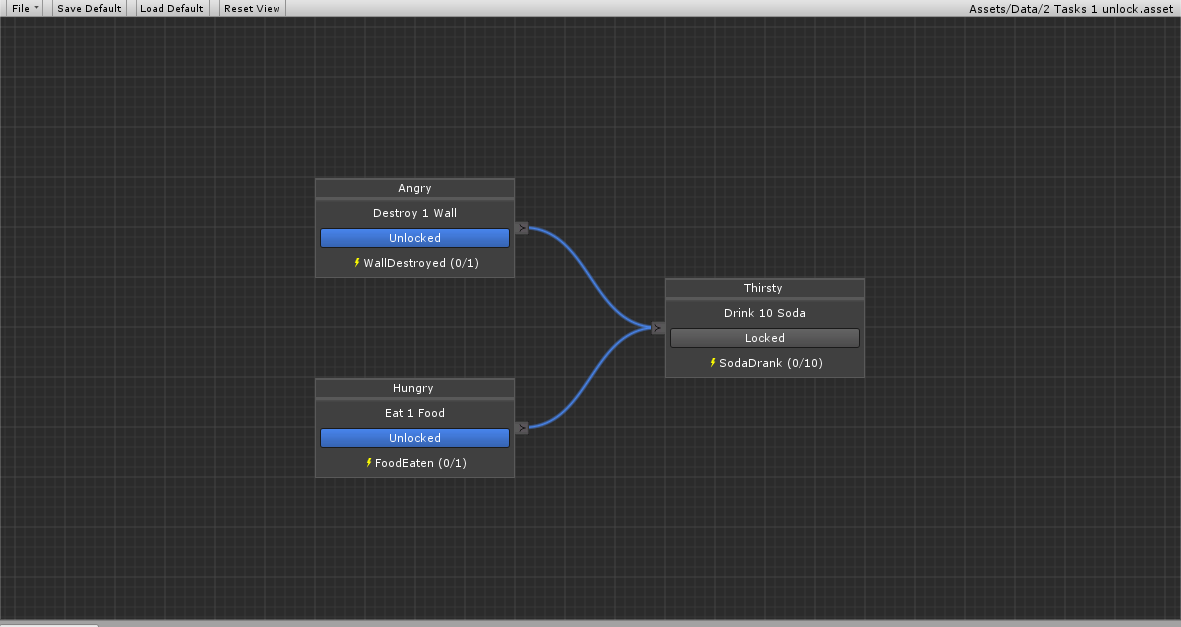 File Save Default Load Default Reset View Assets/Data/2 Tasks 1 unlock.asset
Angry
Destroy 1 Wall
Unlocked
WallDestroyed (0/1)
Thirsty
Drink 10 Soda
Locked
SodaDrank (0/10)
Hungry
Eat 1 Food
Unlocked
FoodEaten (0/1)